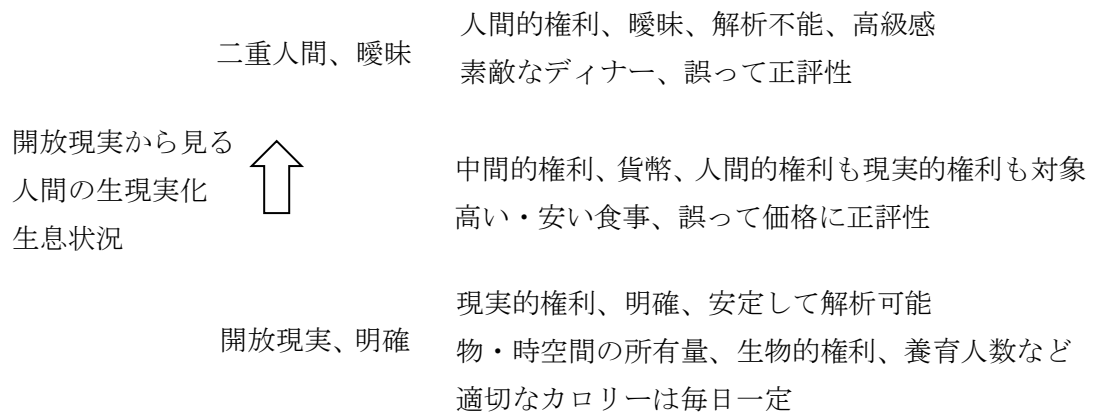 二重人間、曖昧
人間的権利、曖昧、解析不能、高級感
素敵なディナー、誤って正評性
開放現実から見る
人間の生現実化
生息状況
中間的権利、貨幣、人間的権利も現実的権利も対象
高い・安い食事、誤って価格に正評性
開放現実、明確
現実的権利、明確、安定して解析可能
物・時空間の所有量、生物的権利、養育人数など
適切なカロリーは毎日一定